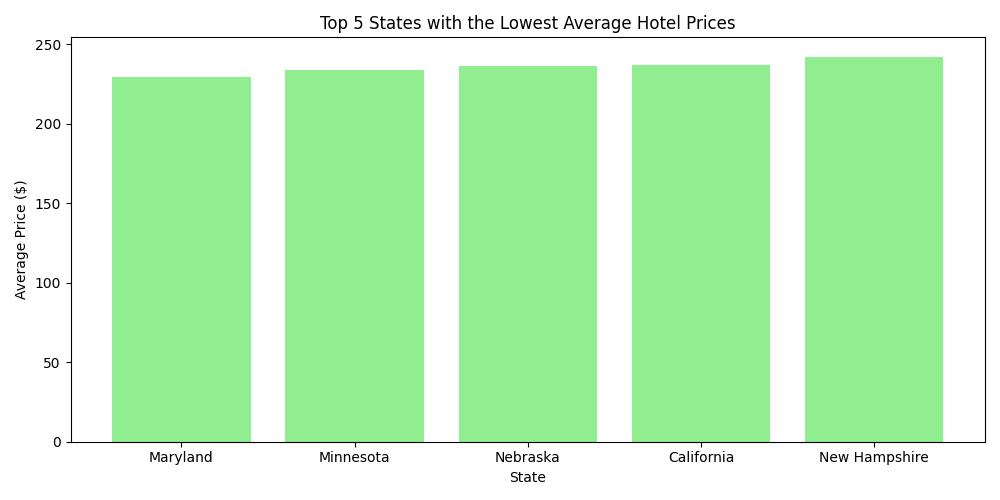 Top 5 States with the Lowest Average Hotel Prices
Average Price ($)
250
200
150
100
50
0
Maryland Minnesota Nebraska California New Hampshire
State